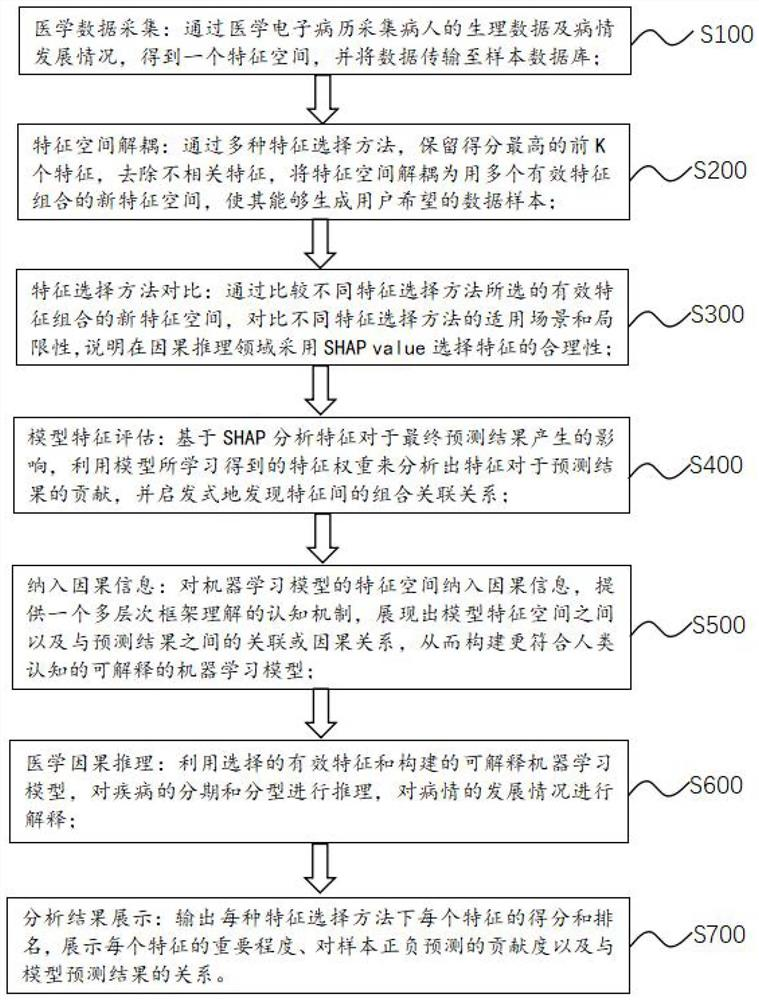 医学数据采集：通过医学电子病历采集病人的生理数据及病情
发展情况，得到一个特征空间，并将数据传输至样本数据库；
S100
特征空间解耦：通过多种特征选择方法，保留得分最高的前K
个特征，去除不相关特征，将特征空间解耦为用多个有效特征
组合的新特征空间，使其能够生成用户希望的数据样本；
S200
特征选择方法对比：通过比较不同特征选择方法所选的有效特
征组合的新特征空间，对比不同特征选择方法的适用场景和局
限性,说明在因果推理领域采用SHAP value选择特征的合理性；
S300
模型特征评估：基于SHAP分析特征对于最终预测结果产生的影
响，利用模型所学习得到的特征权重来分析出特征对于预测结
果的贡献，并启发式地发现特征间的组合关联关系；
S400
纳入因果信息：对机器学习模型的特征空间纳入因果信息，提
供一个多层次框架理解的认知机制，展现出模型特征空间之间
以及与预测结果之间的关联或因果关系，从而构建更符合人类
认知的可解释的机器学习模型；
S500
医学因果推理：利用选择的有效特征和构建的可解释机器学习
模型，对疾病的分期和分型进行推理，对病情的发展情况进行
解释；
S600
分析结果展示：输出每种特征选择方法下每个特征的得分和排
名，展示每个特征的重要程度、对样本正负预测的贡献度以及与
模型预测结果的关系。
S700